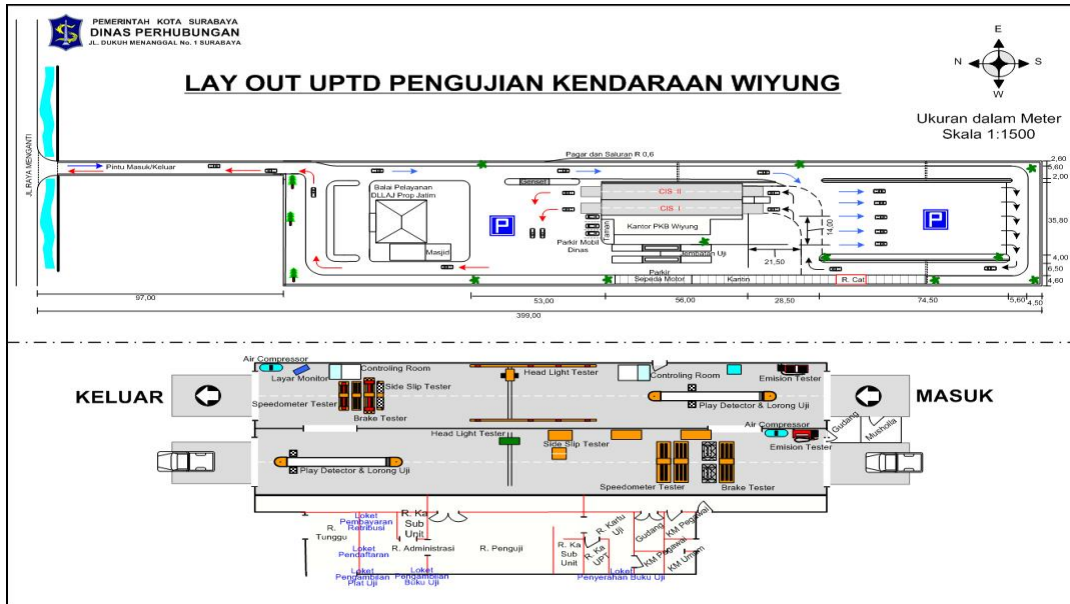 PEMERINTAH KOTA SURABAYA
DINAS PERHUBUNGAN
JL. DUKUH MENANGGAL No. 1 SURABAYA
LAY OUT UPTD PENGUJIAN KENDARAAN WIYUNG
E
N
S
W
Ukuran dalam Meter
Skala 1:1500
JL RAYA MENGANTI
Pintu Masuk/Keluar
Pagar dan Saluran R 0,6
2,60
5,60
2,00
35,80
4,00
6,50
4,60
Balai Pelayanan
DLLAJ Prop Jatim
Masjid
P
Genset
CIS II
CIS I
Taman
Kantor PKB Wiyung
Parkir Mobil
Dinas
Jembatan Uji
14,00
21,50
P
Parkir
Sepeda Motor
Kantin
R. Cat
97,00
53,00
56,00
28,50
74,50
5,60
4,50
399,00
KELUAR
MASUK
Air Compressor
Layar Monitor
Controling Room
Side Slip Tester
Speedometer Tester
Brake Tester
Head Light Tester
Controling Room
Emision Tester
Play Detector & Lorong Uji
Gudang
Musholla
Head Light Tester
Side Slip Tester
Air Compressor
Emision Tester
Play Detector & Lorong Uji
Speedometer Tester
Brake Tester
R.
Tunggu
Loket
Pembayaran
Retribusi
Loket
Pendaftaran
Loket
Pengambilan
Plat Uji
R. Ka
Sub
Unit
R. Administrasi
Loket
Pengambilan
Buku Uji
R. Penguji
R. Ka
Sub
Unit
R. Ka
UPT
R. Kartu
Uji
Gudang
KM Pegawai
KM Pegawai
KM Umum
Loket
Penyerahan Buku Uji